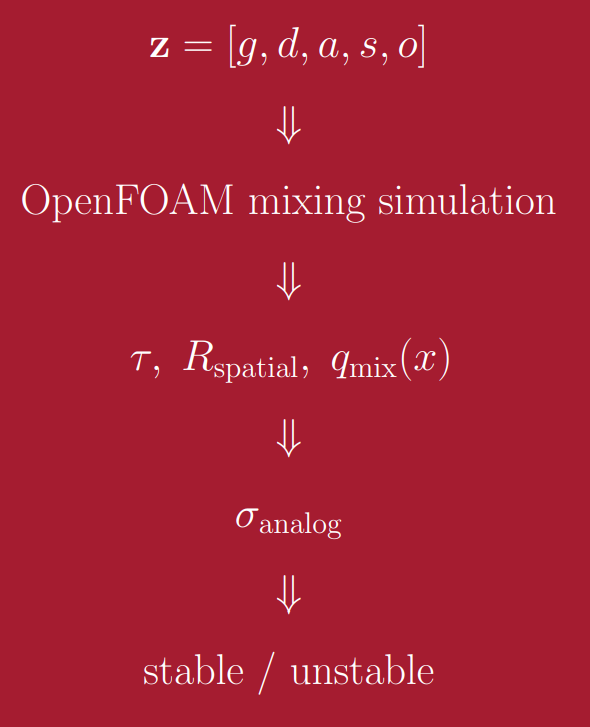 z = [g, d, a, s, o]
⇓
OpenFOAM mixing simulation
⇓
τ, R_spatial, q_mix(x)
⇓
σ_analog
⇓
stable / unstable